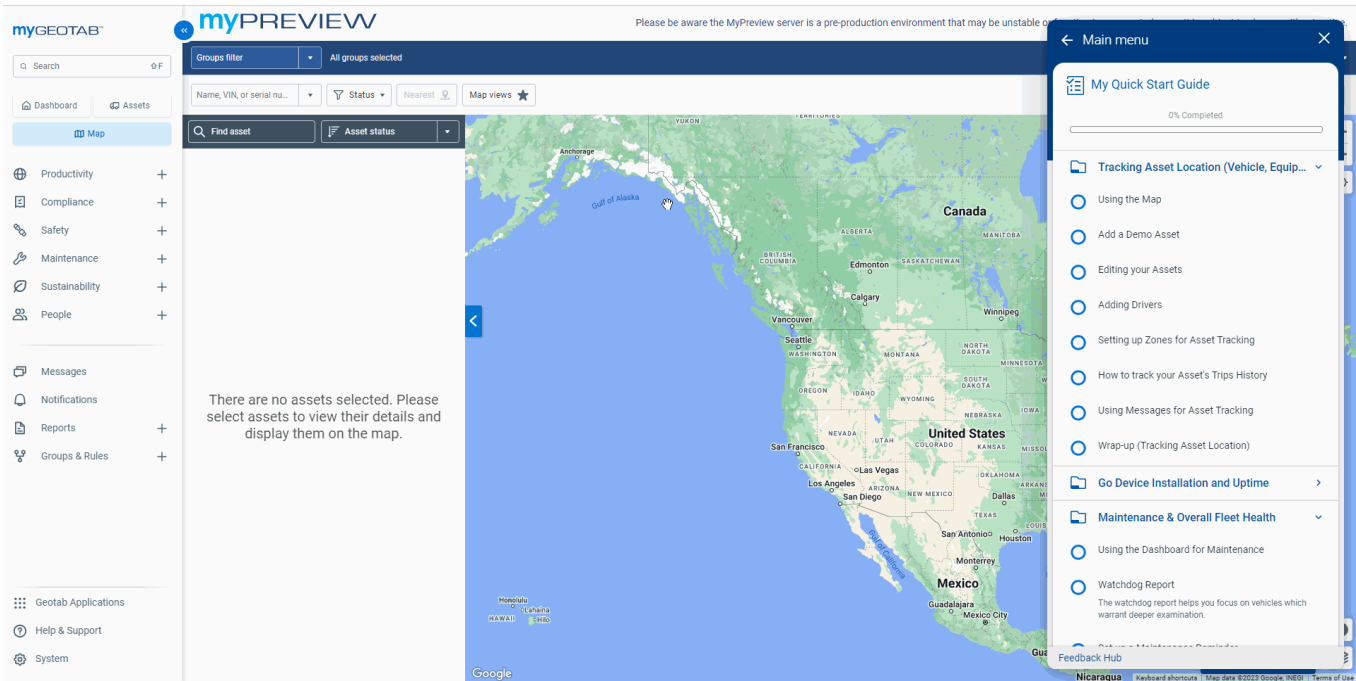 myGEOTAB™
Search
F
Dashboard
Assets
Map
Productivity
Compliance
Safety
Maintenance
Sustainability
People
Messages
Notifications
Reports
Groups & Rules
Geotab Applications
Help & Support
System
myPREVIEW
Please be aware the MyPreview server is a pre-production environment that may be unstable
Groups filter
All groups selected
Name, VIN, or serial nu...
Status
Nearest
Map views
Find asset
Asset status
There are no assets selected. Please
select assets to view their details and
display them on the map.
YUKON
Anchorage
Gulf of Alaska
Canada
ALBERTA
MANITOBA
BRITISH
COLUMBIA
Edmonton
SASKATCHEWAN
Calgary
Winnipeg
Vancouver
Seattle
WASHINGTON
MONTANA
NORTH
DAKOTA
MINNESOTA
SOUTH
DAKOTA
OREGON
IDAHO
WYOMING
IOWA
NEBRASKA
NEVADA
UTAH
United States
COLORADO
KANSAS
San Francisco
CALIFORNIA
Las Vegas
OKLAHOMA
Los Angeles
ARIZONA
NEW MEXICO
San Diego
Dallas
TEXAS
San Antonio
Houston
Gulf of California
Monterrey
Mexico
Guadalajara
Mexico City
Honolulu
Lahaina
HAWAII
Hilo
Nicaragua
Google
Keyboard shortcuts
Map data ©2023 Google, INEGI
Terms of Use
Main menu
My Quick Start Guide
0% Completed
Tracking Asset Location (Vehicle, Equip...
Using the Map
Add a Demo Asset
Editing your Assets
Adding Drivers
Setting up Zones for Asset Tracking
How to track your Asset's Trips History
Using Messages for Asset Tracking
Wrap-up (Tracking Asset Location)
Go Device Installation and Uptime
Maintenance & Overall Fleet Health
Using the Dashboard for Maintenance
Watchdog Report
The watchdog report helps you focus on vehicles which
warrant deeper examination.
Feedback Hub